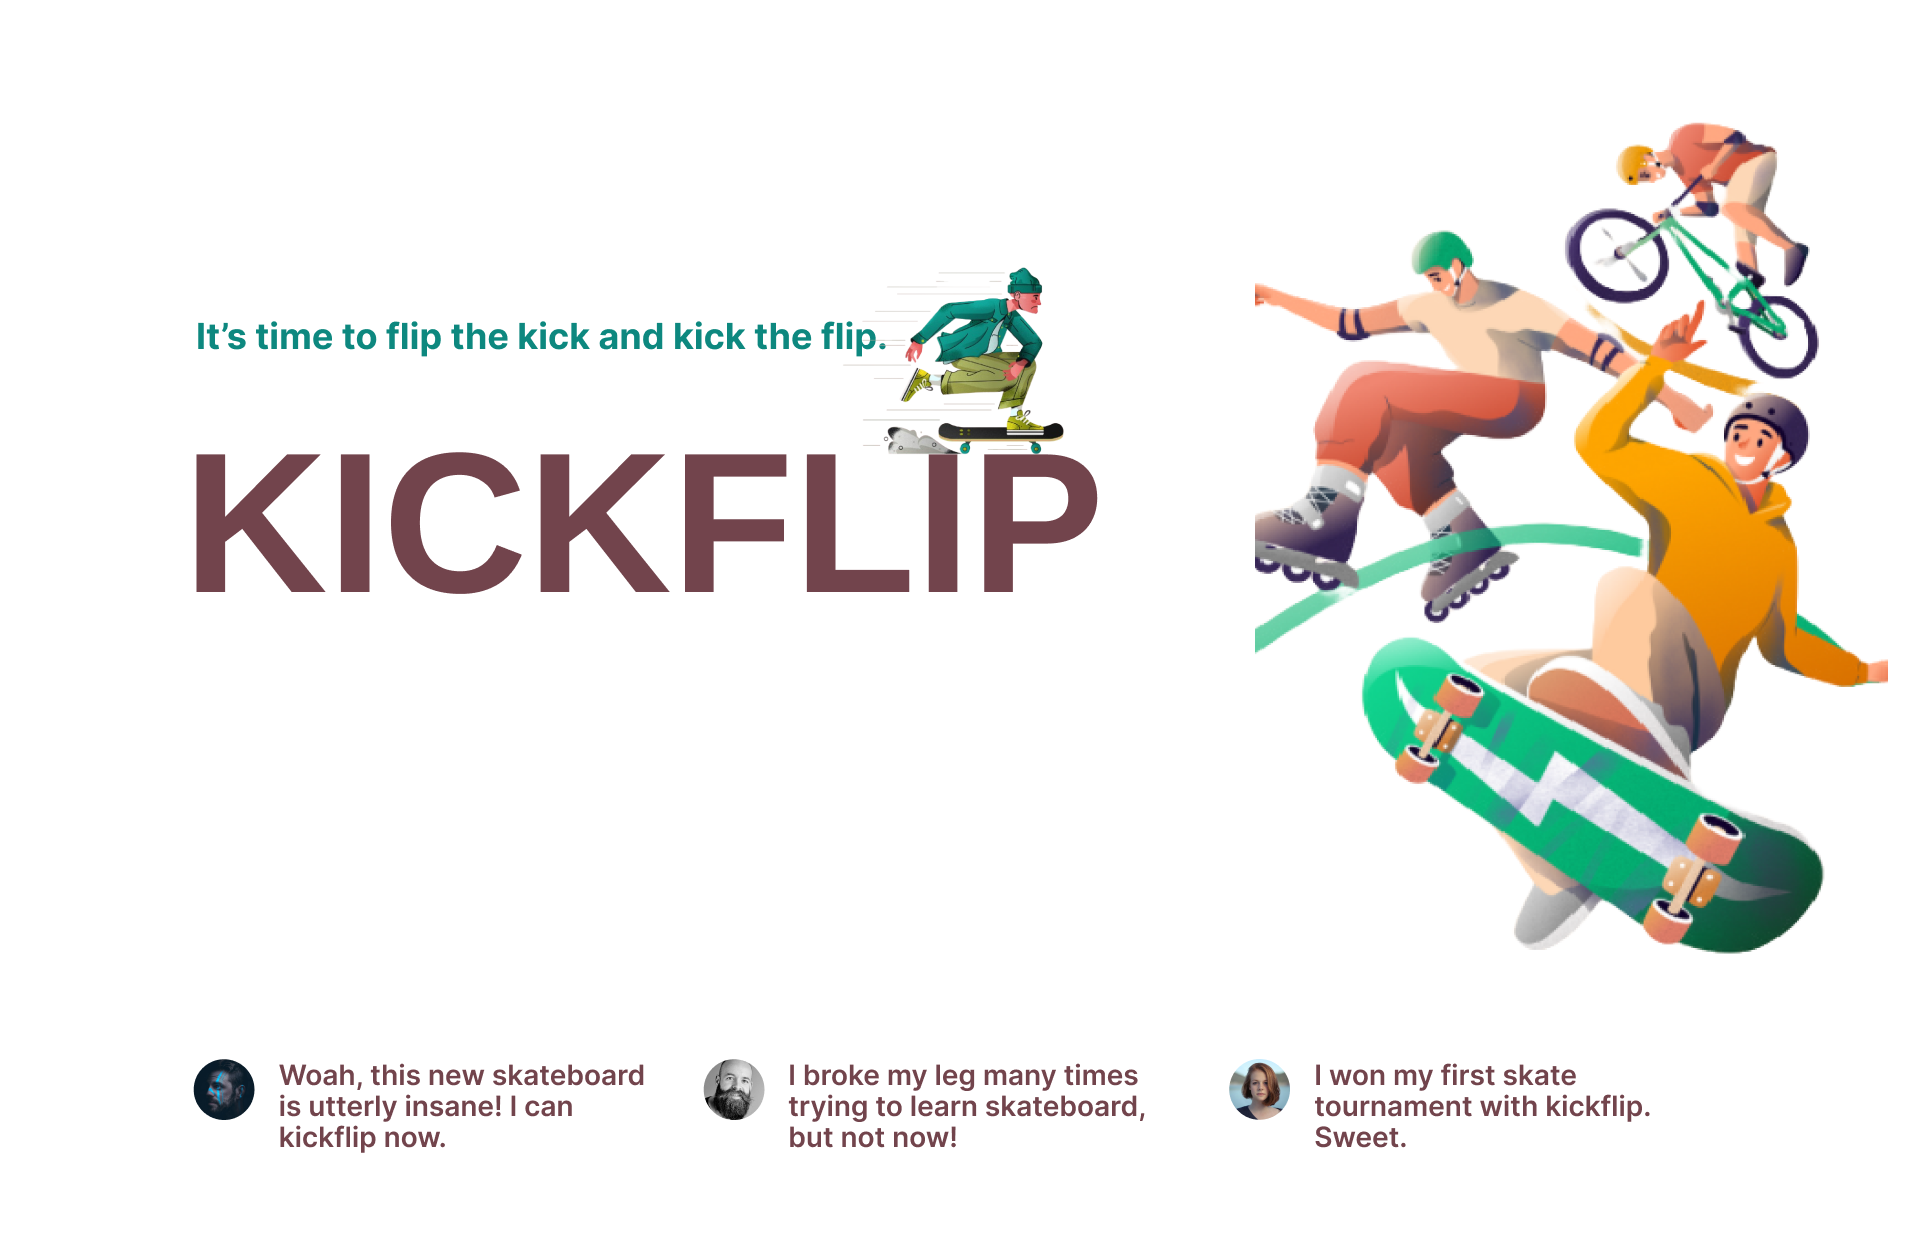 It’s time to flip the kick and kick the flip.
KICKFLIP
Woah, this new skateboard
is utterly insane! I can
kickflip now.
I broke my leg many times
trying to learn skateboard,
but not now!
I won my first skate
tournament with kickflip.
Sweet.